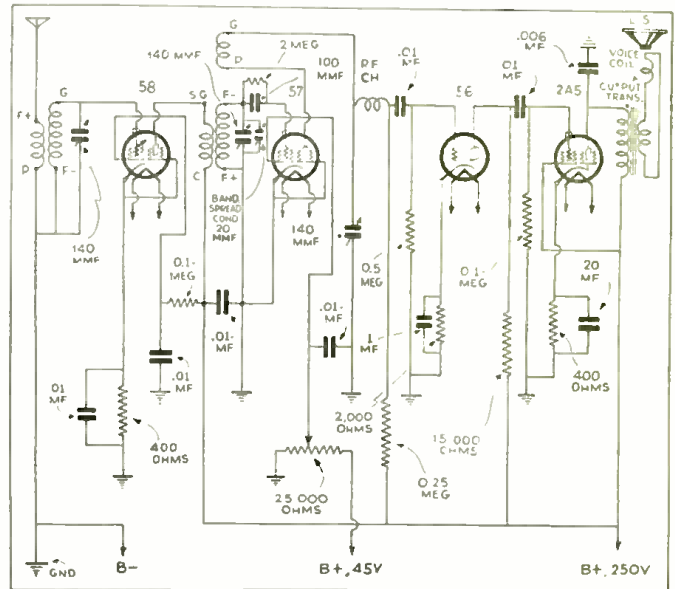 G
P
140 MMF
2 MEG
100 MMF
58
57
F+
G
P
F-
140 MMF
S G
F-
C
F+
BAND SPREAD COND 20 MMF
140 MMF
R F CH
.01 MF
56
.01 MF
2A5
.006 MF
L S
VOICE COIL
OUTPUT TRANS.
0.1- MEG
.01- MF
.01 MF
.01- MF
0.5 MEG
0.1- MEG
1 MF
20 MF
.01 MF
400 OHMS
2,000 OHMS
15 000 OHMS
400 OHMS
25 000 OHMS
0.25 MEG
GND
B-
B+, 45V
B+, 250V